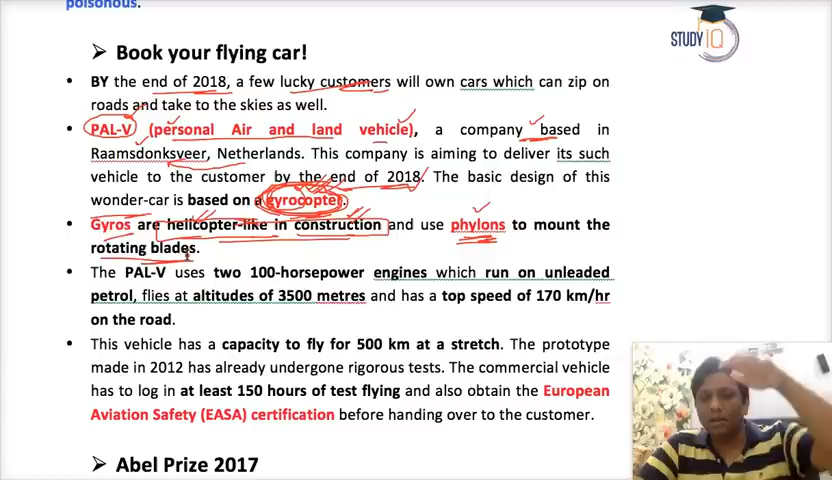 poisonous.
STUDY IQ
➢ Book your flying car!
• BY the end of 2018, a few lucky customers will own cars which can zip on
roads and take to the skies as well.
• PAL-V (personal Air and land vehicle), a company based in
Raamsdonksveer, Netherlands. This company is aiming to deliver its such
vehicle to the customer by the end of 2018. The basic design of this
wonder-car is based on a gyrocopter.
• Gyros are helicopter-like in construction and use phylons to mount the
rotating blades.
• The PAL-V uses two 100-horsepower engines which run on unleaded
petrol, flies at altitudes of 3500 metres and has a top speed of 170 km/hr
on the road.
• This vehicle has a capacity to fly for 500 km at a stretch. The prototype
made in 2012 has already undergone rigorous tests. The commercial vehicle
has to log in at least 150 hours of test flying and also obtain the European
Aviation Safety (EASA) certification before handing over to the customer.
➢ Abel Prize 2017